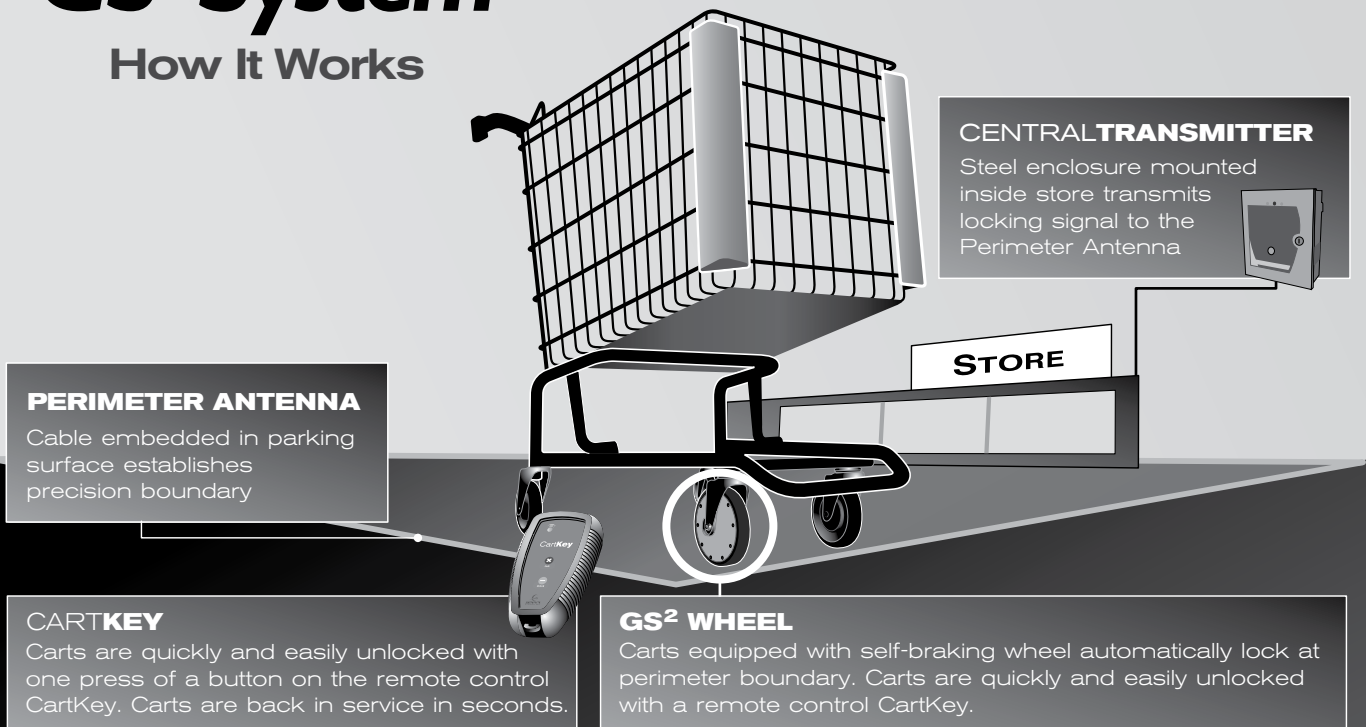 GS² System
How It Works
CENTRALTRANSMITTER
Steel enclosure mounted
inside store transmits
locking signal to the
Perimeter Antenna
STORE
PERIMETER ANTENNA
Cable embedded in parking
surface establishes
precision boundary
CartKey
CARTKEY
Carts are quickly and easily unlocked with
one press of a button on the remote control
CartKey. Carts are back in service in seconds.
GS² WHEEL
Carts equipped with self-braking wheel automatically lock at
perimeter boundary. Carts are quickly and easily unlocked
with a remote control CartKey.